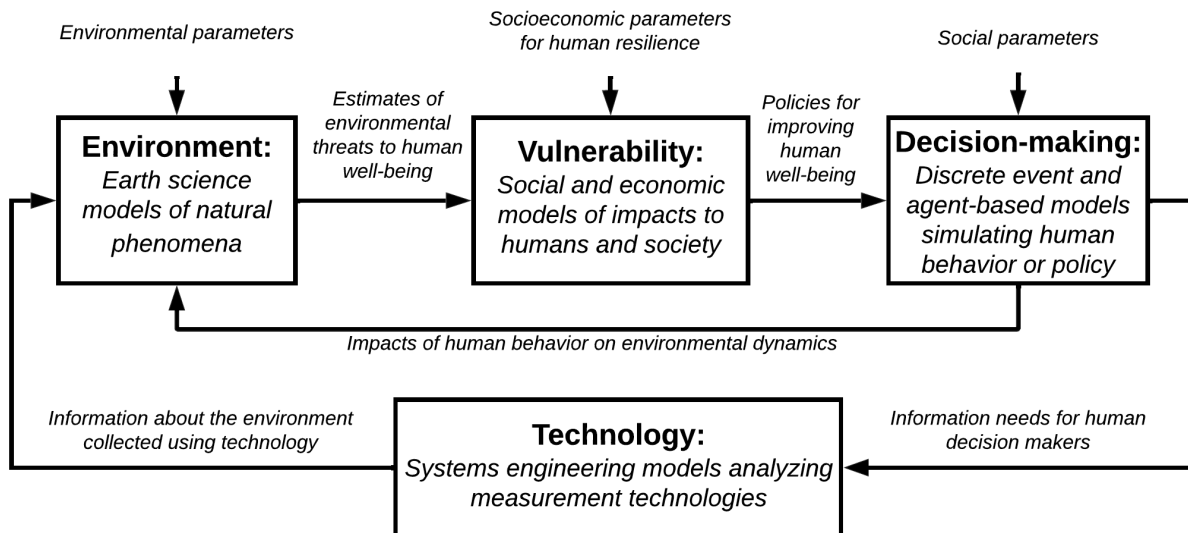 Environmental parameters
Socioeconomic parameters
for human resilience
Social parameters
Environment:
Earth science
models of natural
phenomena
Estimates of
environmental
threats to human
well-being
Vulnerability:
Social and economic
models of impacts to
humans and society
Policies for
improving
human
well-being
Decision-making:
Discrete event and
agent-based models
simulating human
behavior or policy
Impacts of human behavior on environmental dynamics
Information about the environment
collected using technology
Technology:
Systems engineering models analyzing
measurement technologies
Information needs for human
decision makers